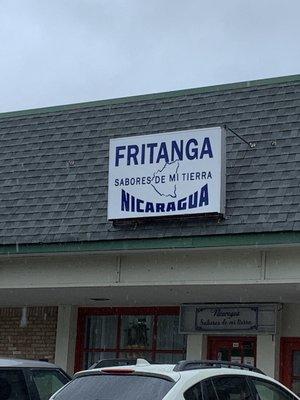 FRITANGA
SABORES DE MI TIERRA
NICARAGUA
Nicaragua
Sabores de mi tierra